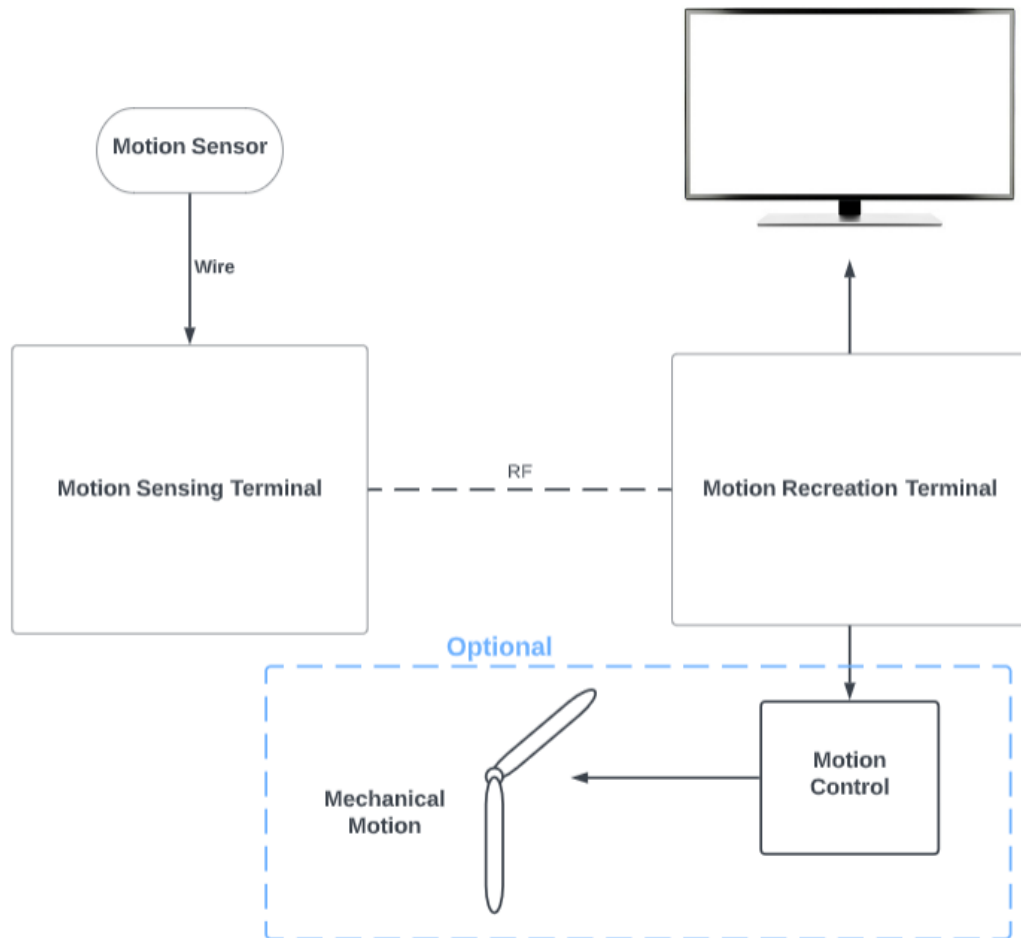 Motion Sensor
Wire
Motion Sensing Terminal
RF
Motion Recreation Terminal
Optional
Motion
Control
Mechanical
Motion